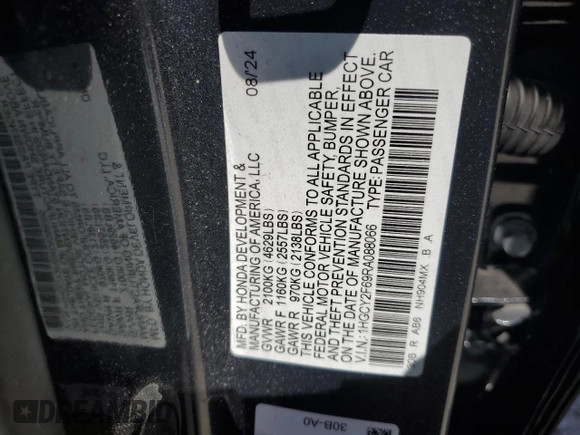 08/24
MFD. BY HONDA DEVELOPMENT &
MANUFACTURING OF AMERICA, LLC
GVWR 2100KG (4629LBS)
GAWR F 1160KG (2557LBS)
GAWR R 970KG (2138LBS)
THIS VEHICLE CONFORMS TO ALL APPLICABLE
FEDERAL MOTOR VEHICLE SAFETY, BUMPER,
AND THEFT PREVENTION STANDARDS IN EFFECT
ON THE DATE OF MANUFACTURE SHOWN ABOVE.
V.I.N.: 1HGCY2F69RA088066 TYPE: PASSENGER CAR
R AB6 NH904MX B A
30B-A0
AUTOBIDMASTER